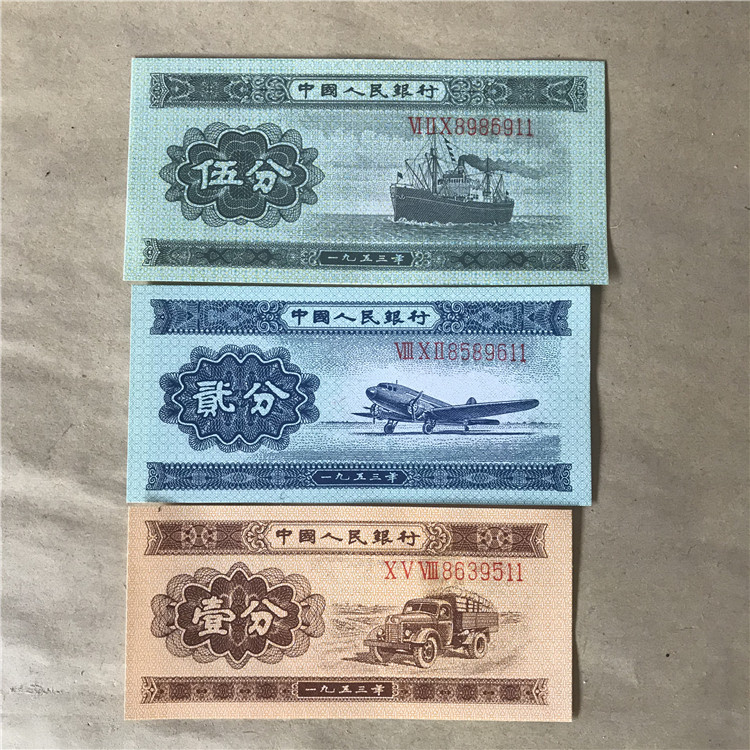 中國人民銀行
ⅥⅡⅩ8986911
伍分
一九五三年
中國人民銀行
ⅧⅩⅡ8589611
貳分
一九五三年
中國人民銀行
ⅩⅤⅧ8639511
壹分
一九五三年